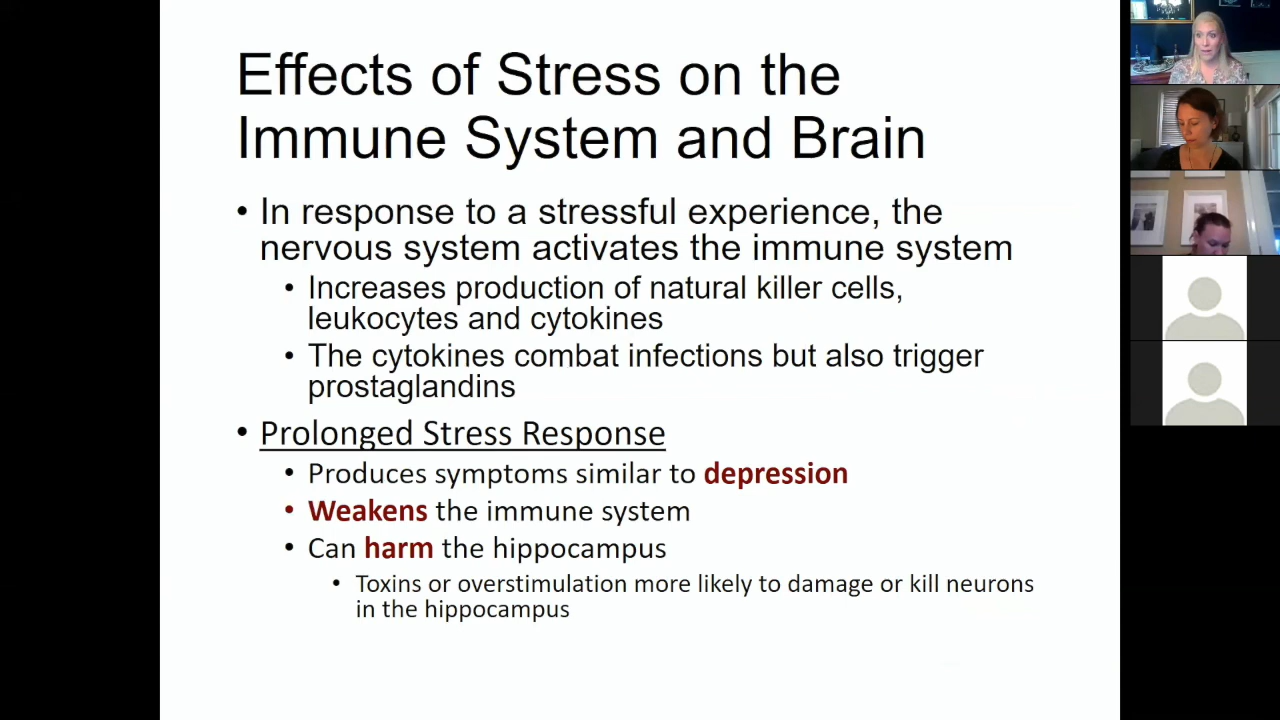 Effects of Stress on the
Immune System and Brain
• In response to a stressful experience, the
nervous system activates the immune system
• Increases production of natural killer cells,
leukocytes and cytokines
• The cytokines combat infections but also trigger
prostaglandins
• Prolonged Stress Response
• Produces symptoms similar to depression
• Weakens the immune system
• Can harm the hippocampus
• Toxins or overstimulation more likely to damage or kill neurons
in the hippocampus